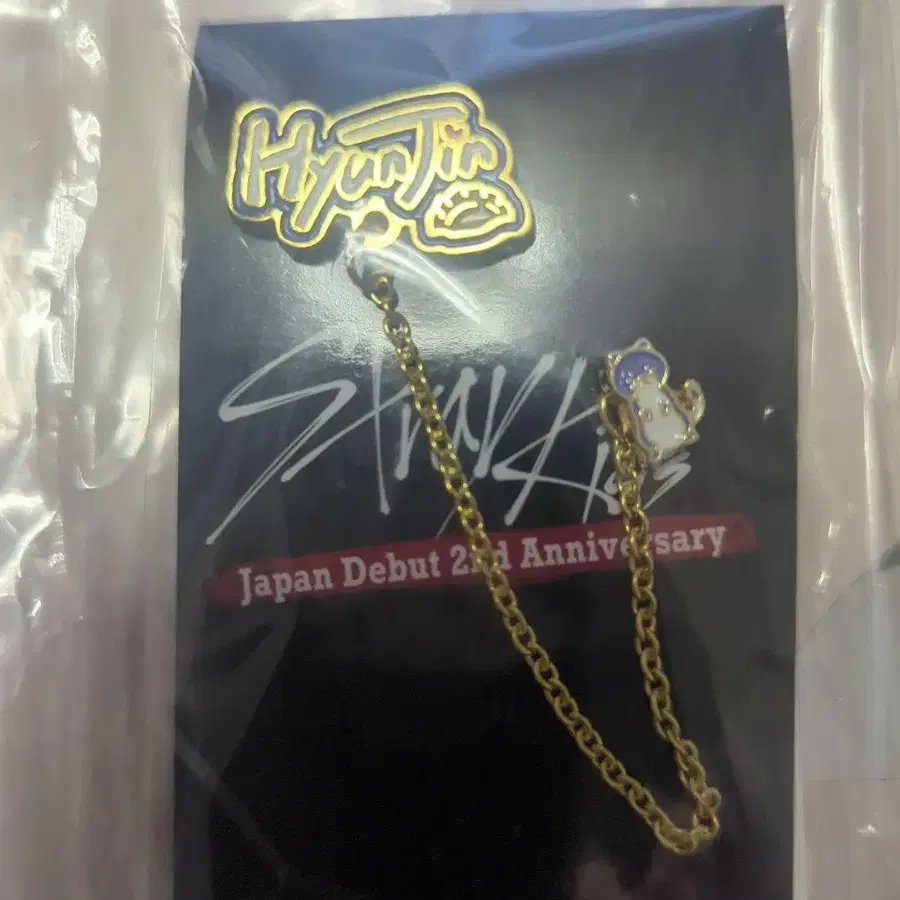 HyunJin
Stray Kids
Japan Debut 2nd Anniversary